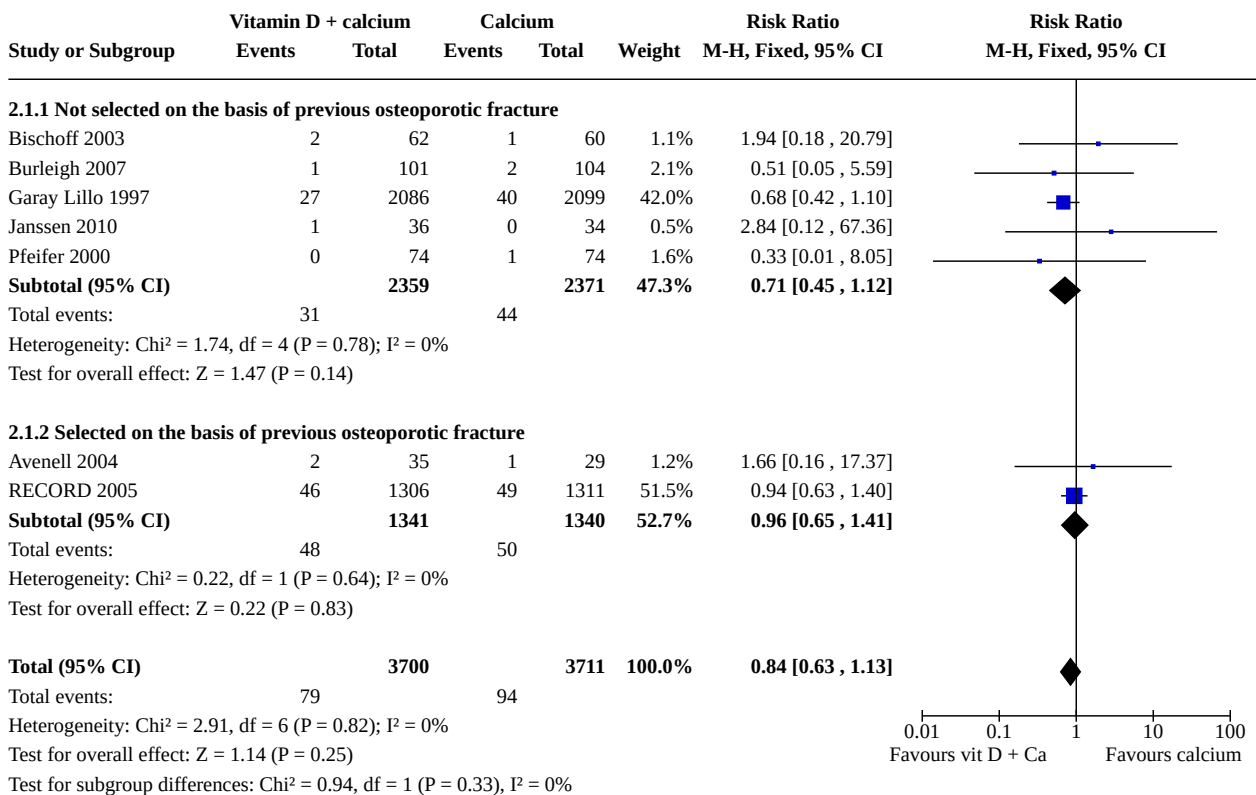 Vitamin D + calcium Calcium Risk Ratio Risk Ratio
Study or Subgroup Events Total Events Total Weight M-H, Fixed, 95% CI M-H, Fixed, 95% CI
2.1.1 Not selected on the basis of previous osteoporotic fracture
Bischoff 2003 2 62 1 60 1.1% 1.94 [0.18 , 20.79]
Burleigh 2007 1 101 2 104 2.1% 0.51 [0.05 , 5.59]
Garay Lillo 1997 27 2086 40 2099 42.0% 0.68 [0.42 , 1.10]
Janssen 2010 1 36 0 34 0.5% 2.84 [0.12 , 67.36]
Pfeifer 2000 0 74 1 74 1.6% 0.33 [0.01 , 8.05]
Subtotal (95% CI) 2359 2371 47.3% 0.71 [0.45 , 1.12]
Total events: 31 44
Heterogeneity: Chi² = 1.74, df = 4 (P = 0.78); I² = 0%
Test for overall effect: Z = 1.47 (P = 0.14)
2.1.2 Selected on the basis of previous osteoporotic fracture
Avenell 2004 2 35 1 29 1.2% 1.66 [0.16 , 17.37]
RECORD 2005 46 1306 49 1311 51.5% 0.94 [0.63 , 1.40]
Subtotal (95% CI) 1341 1340 52.7% 0.96 [0.65 , 1.41]
Total events: 48 50
Heterogeneity: Chi² = 0.22, df = 1 (P = 0.64); I² = 0%
Test for overall effect: Z = 0.22 (P = 0.83)
Total (95% CI) 3700 3711 100.0% 0.84 [0.63 , 1.13]
Total events: 79 94
Heterogeneity: Chi² = 2.91, df = 6 (P = 0.82); I² = 0%
Test for overall effect: Z = 1.14 (P = 0.25)
Test for subgroup differences: Chi² = 0.94, df = 1 (P = 0.33), I² = 0%
0.01 0.1 1 10 100
Favours vit D + Ca Favours calcium